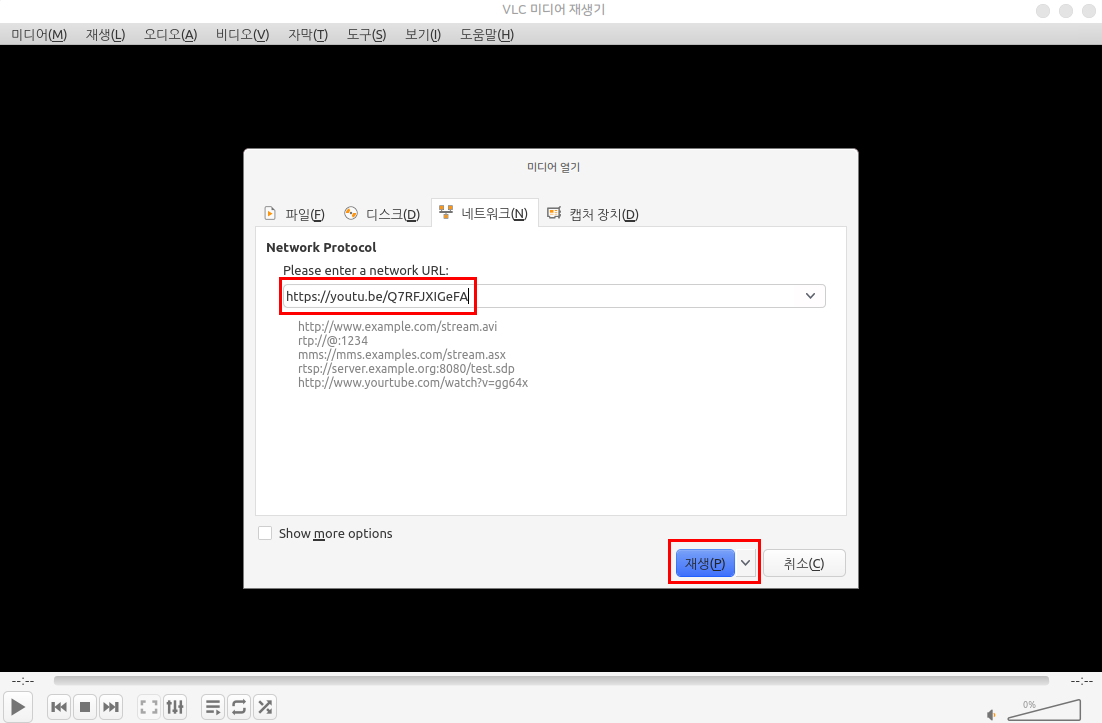 VLC 미디어 재생기
미디어(M) 재생(L) 오디오(A) 비디오(V) 자막(T) 도구(S) 보기(I) 도움말(H)
미디어 열기
파일(F) 디스크(D) 네트워크(N) 캡처 장치(D)
Network Protocol
Please enter a network URL:
https://youtu.be/Q7RFJXIGeFA
http://www.example.com/stream.avi
rtp://@:1234
mms://mms.examples.com/stream.asx
rtsp://server.example.org:8080/test.sdp
http://www.yourtube.com/watch?v=gg64x
Show more options
재생(P) 취소(C)
--:-- --:--
0%